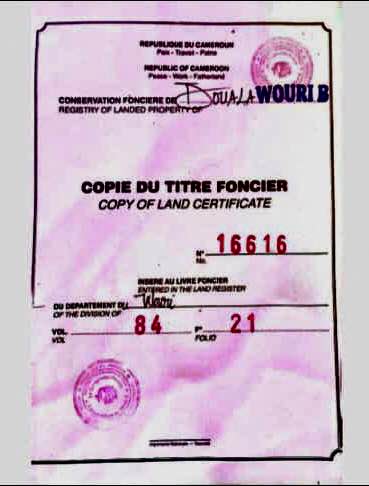 REPUBLIQUE DU CAMEROUN
Paix - Travail - Patrie
REPUBLIC OF CAMEROON
Peace - Work - Fatherland
CONSERVATION FONCIERE DE DOUALA WOURI B
REGISTRY OF LANDED PROPERTY OF
COPIE DU TITRE FONCIER
COPY OF LAND CERTIFICATE
N° 16616
No.
INSERE AU LIVRE FONCIER
ENTERED IN THE LAND REGISTER
DU DEPARTEMENT DU Wouri
OF THE DIVISION OF
VOL. 84 F° 21
VOL FOLIO